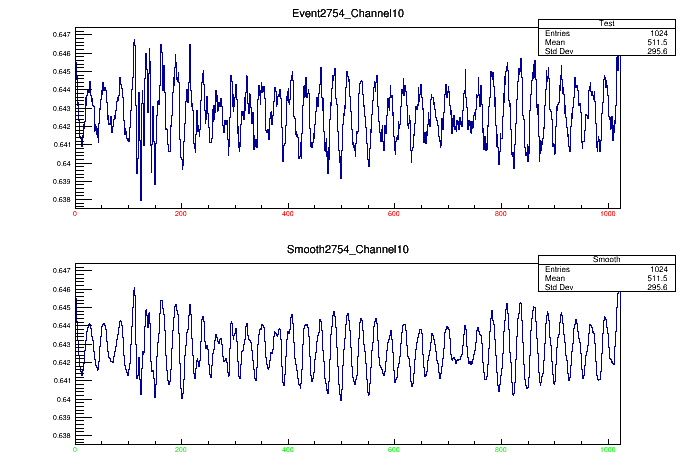 Event2754_Channel10
Test
Entries 1024
Mean 511.5
Std Dev 295.6
0.647
0.646
0.645
0.644
0.643
0.642
0.641
0.64
0.639
0.638
0 200 400 600 800 1000
Smooth2754_Channel10
Smooth
Entries 1024
Mean 511.5
Std Dev 295.6
0.647
0.646
0.645
0.644
0.643
0.642
0.641
0.64
0.639
0.638
0 200 400 600 800 1000